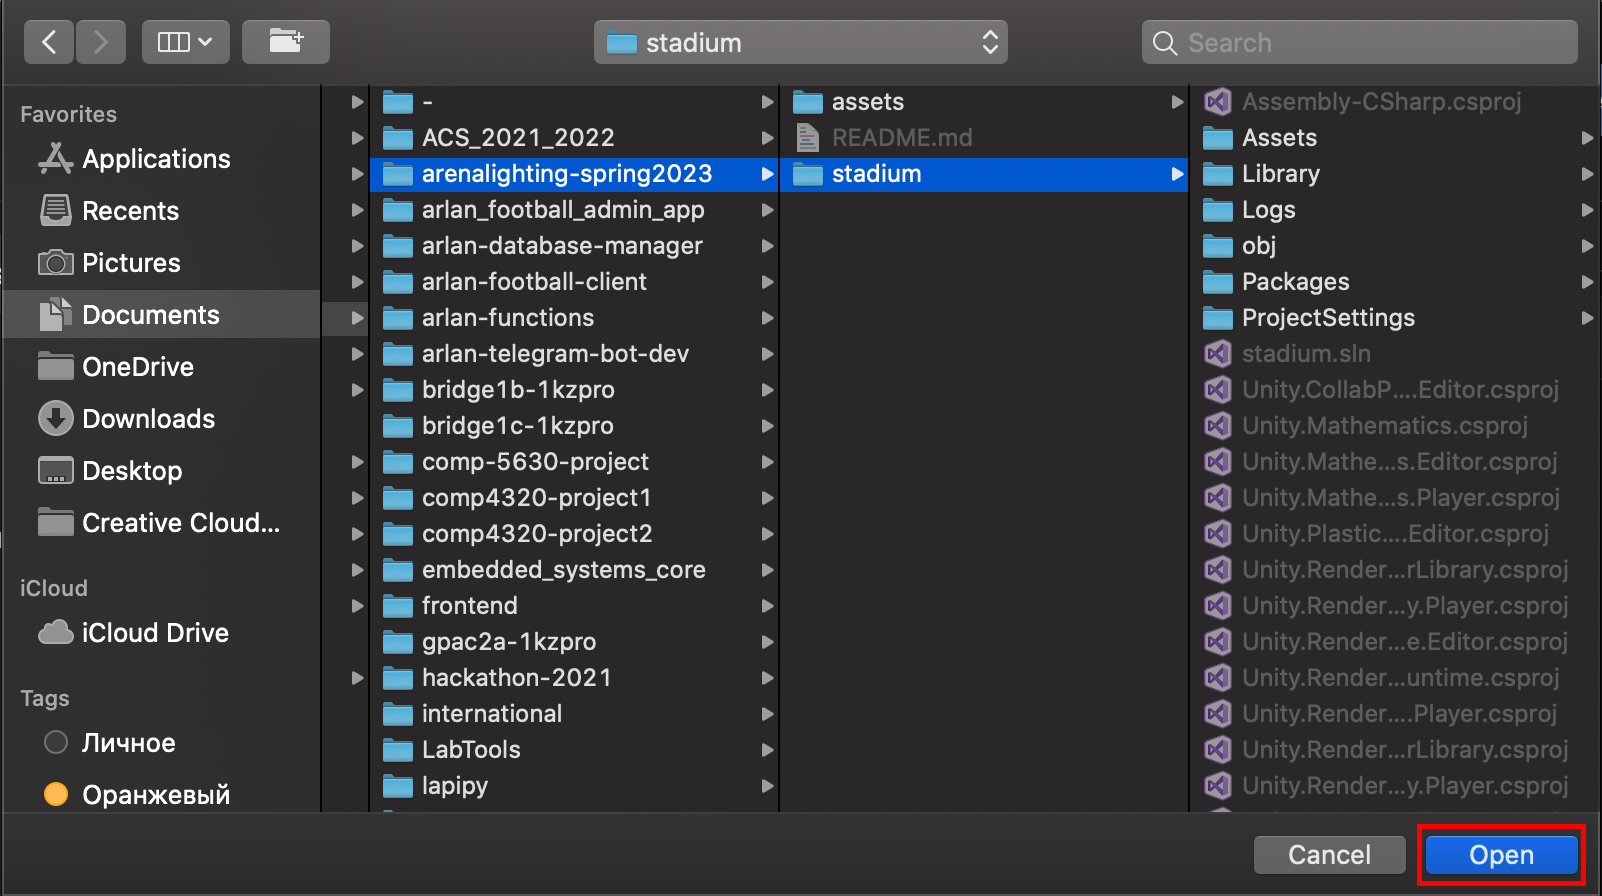 stadium
Search
Favorites
Applications
Recents
Pictures
Documents
OneDrive
Downloads
Desktop
Creative Cloud...
iCloud
iCloud Drive
Tags
Личное
Оранжевый
-
ACS_2021_2022
arenalighting-spring2023
arlan_football_admin_app
arlan-database-manager
arlan-football-client
arlan-functions
arlan-telegram-bot-dev
bridge1b-1kzpro
bridge1c-1kzpro
comp-5630-project
comp4320-project1
comp4320-project2
embedded_systems_core
frontend
gpac2a-1kzpro
hackathon-2021
international
LabTools
lapipy
assets
README.md
stadium
Assembly-CSharp.csproj
Assets
Library
Logs
obj
Packages
ProjectSettings
stadium.sln
Unity.CollabP....Editor.csproj
Unity.Mathematics.csproj
Unity.Mathe...s.Editor.csproj
Unity.Mathe...s.Player.csproj
Unity.Plastic....Editor.csproj
Unity.Render...rLibrary.csproj
Unity.Render...y.Player.csproj
Unity.Render...e.Editor.csproj
Unity.Render...untime.csproj
Unity.Render....Player.csproj
Unity.Render...rLibrary.csproj
Unity.Render...y.Player.csproj
Cancel
Open